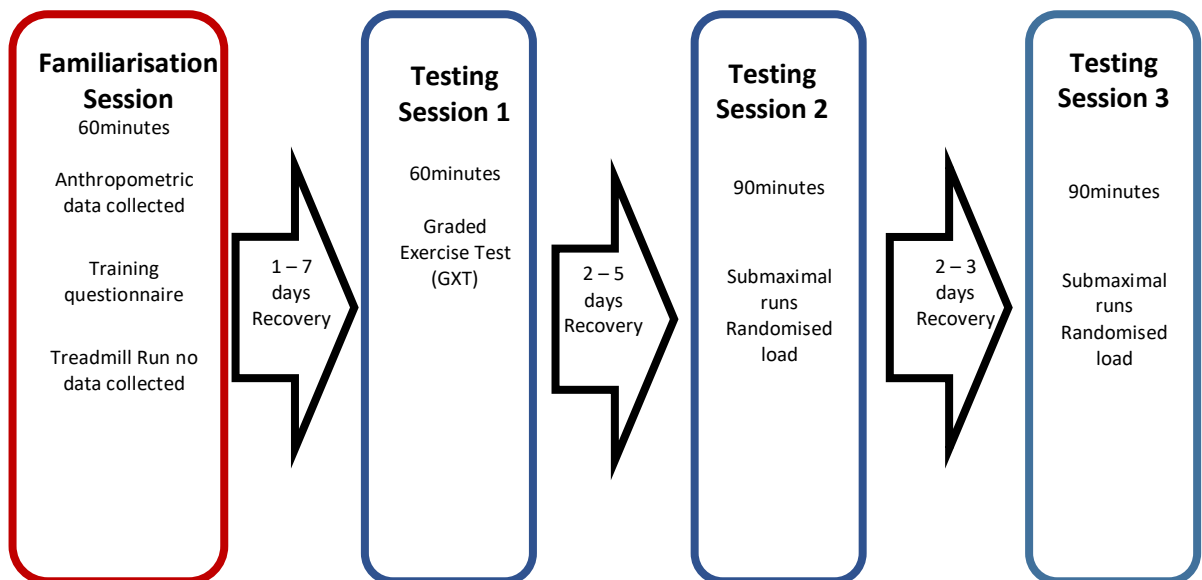 Familiarisation
Session
60minutes
Anthropometric
data collected
Training
questionnaire
Treadmill Run no
data collected
1 – 7
days
Recovery
Testing
Session 1
60minutes
Graded
Exercise Test
(GXT)
2 – 5
days
Recovery
Testing
Session 2
90minutes
Submaximal
runs
Randomised
load
2 – 3
days
Recovery
Testing
Session 3
90minutes
Submaximal
runs
Randomised
load